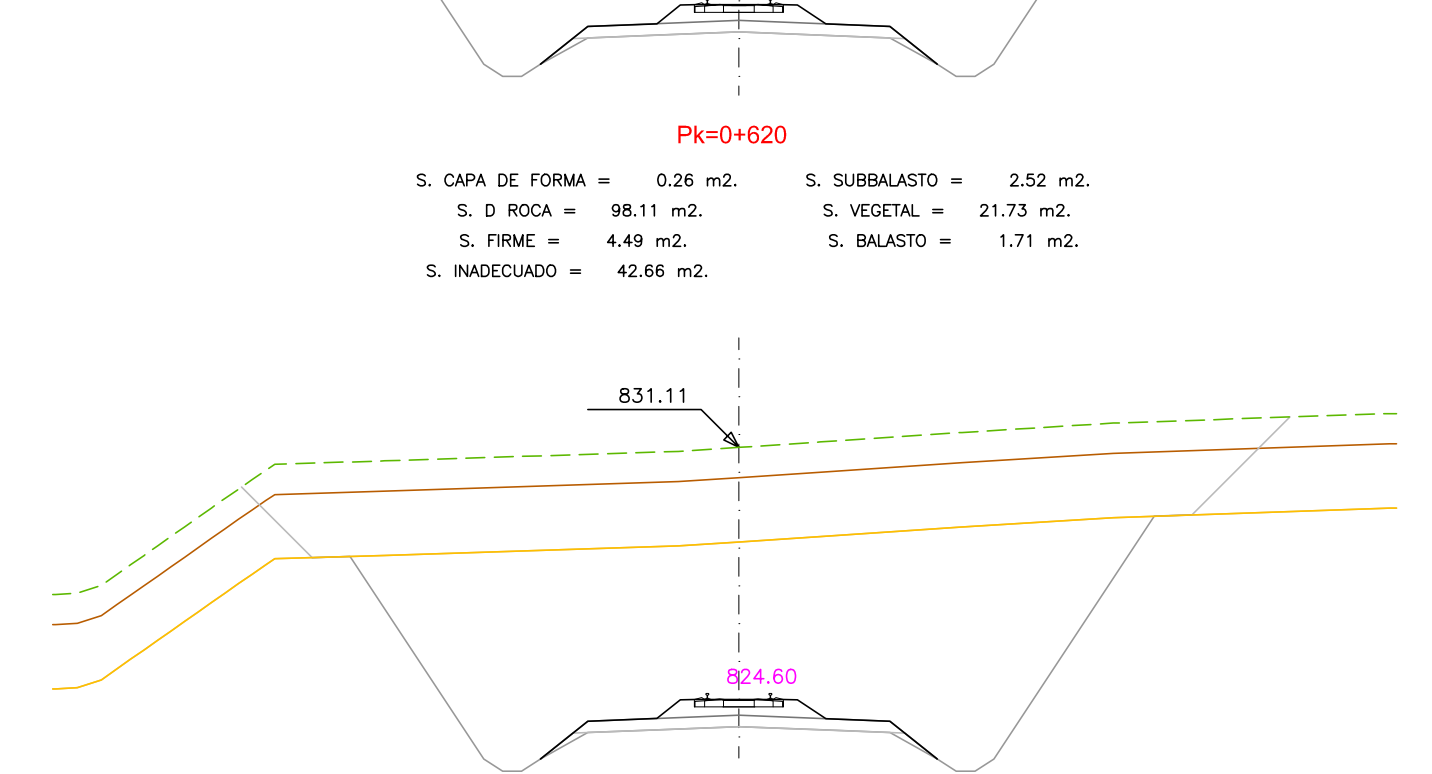 Pk=0+620
S. CAPA DE FORMA = 0.26 m2. S. SUBBALASTO = 2.52 m2.
S. D ROCA = 98.11 m2. S. VEGETAL = 21.73 m2.
S. FIRME = 4.49 m2. S. BALASTO = 1.71 m2.
S. INADECUADO = 42.66 m2.
831.11
824.60